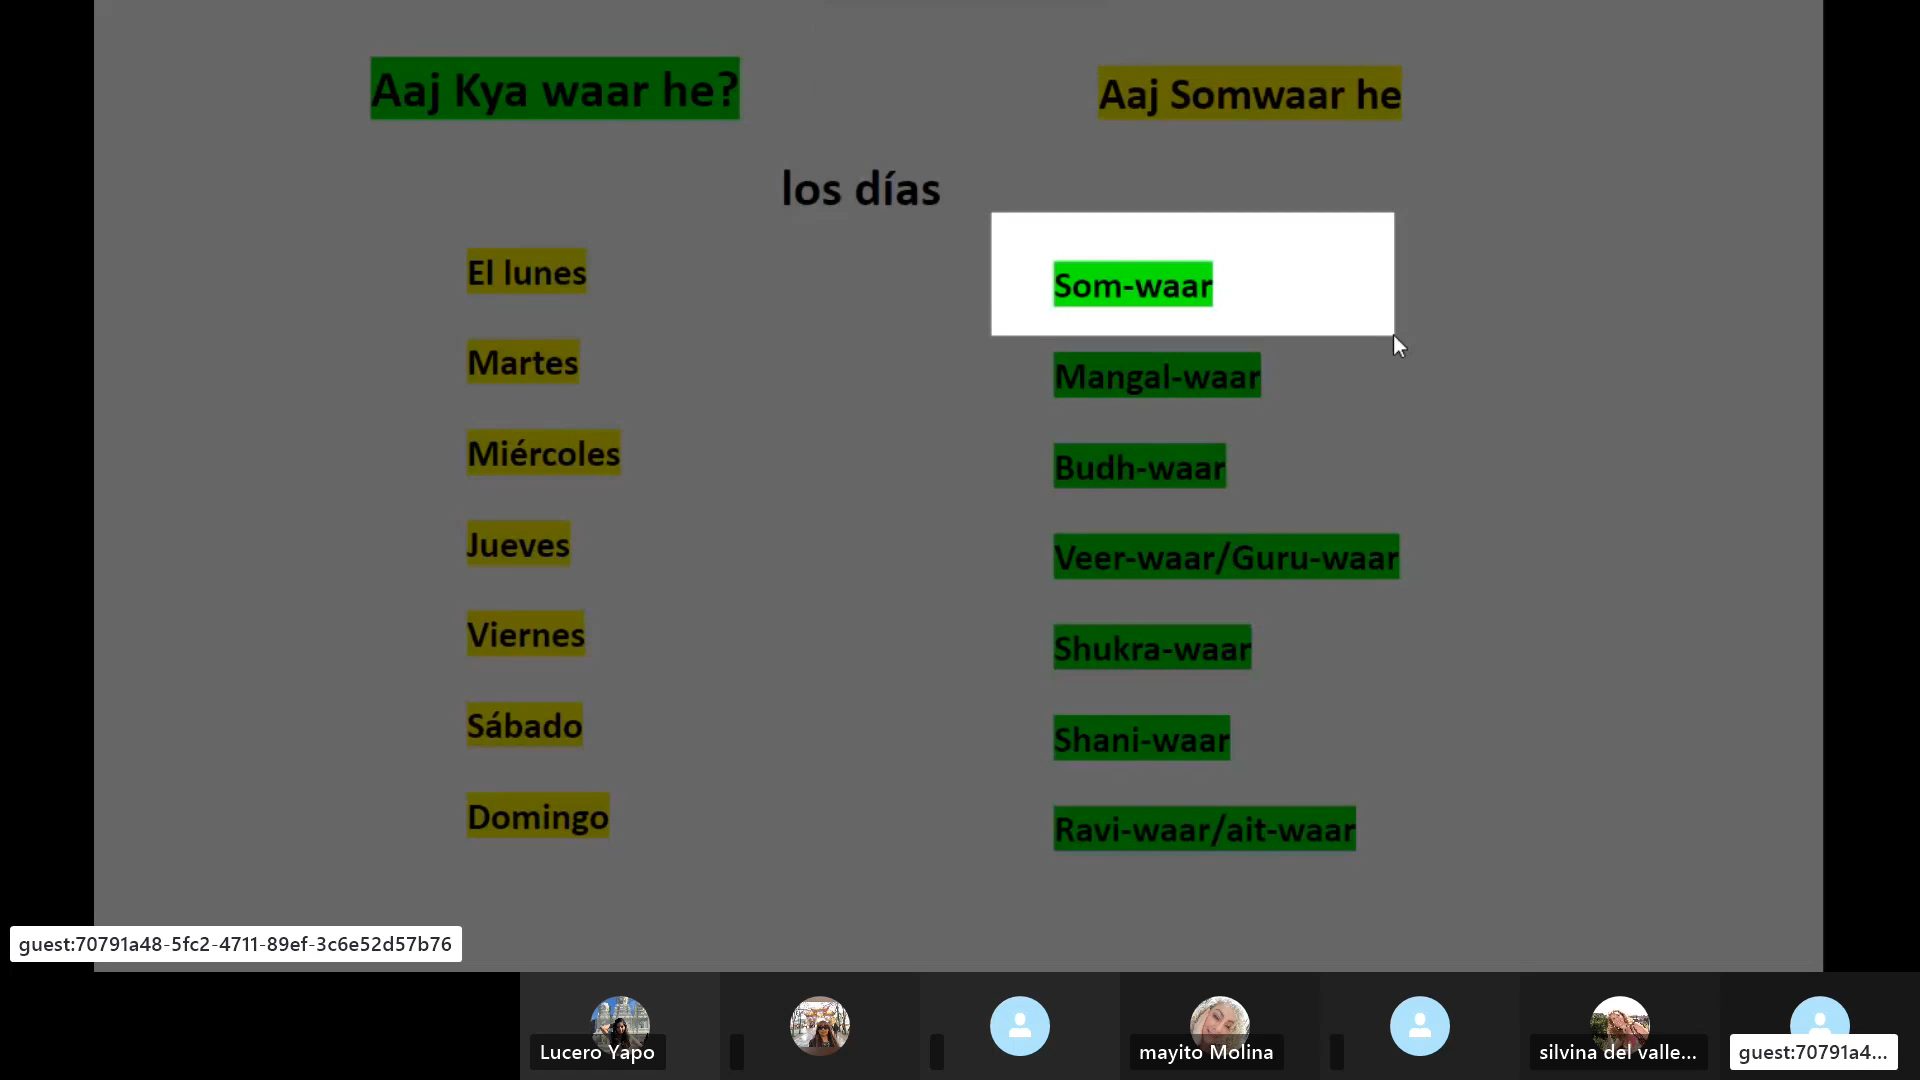 Aaj Kya waar he?
Aaj Somwaar he
los días
El lunes
Som-waar
Martes
Mangal-waar
Miércoles
Budh-waar
Jueves
Veer-waar/Guru-waar
Viernes
Shukra-waar
Sábado
Shani-waar
Domingo
Ravi-waar/ait-waar
guest:70791a48-5fc2-4711-89ef-3c6e52d57b76
Lucero Yapo
mayito Molina
silvina del valle...
guest:70791a4...